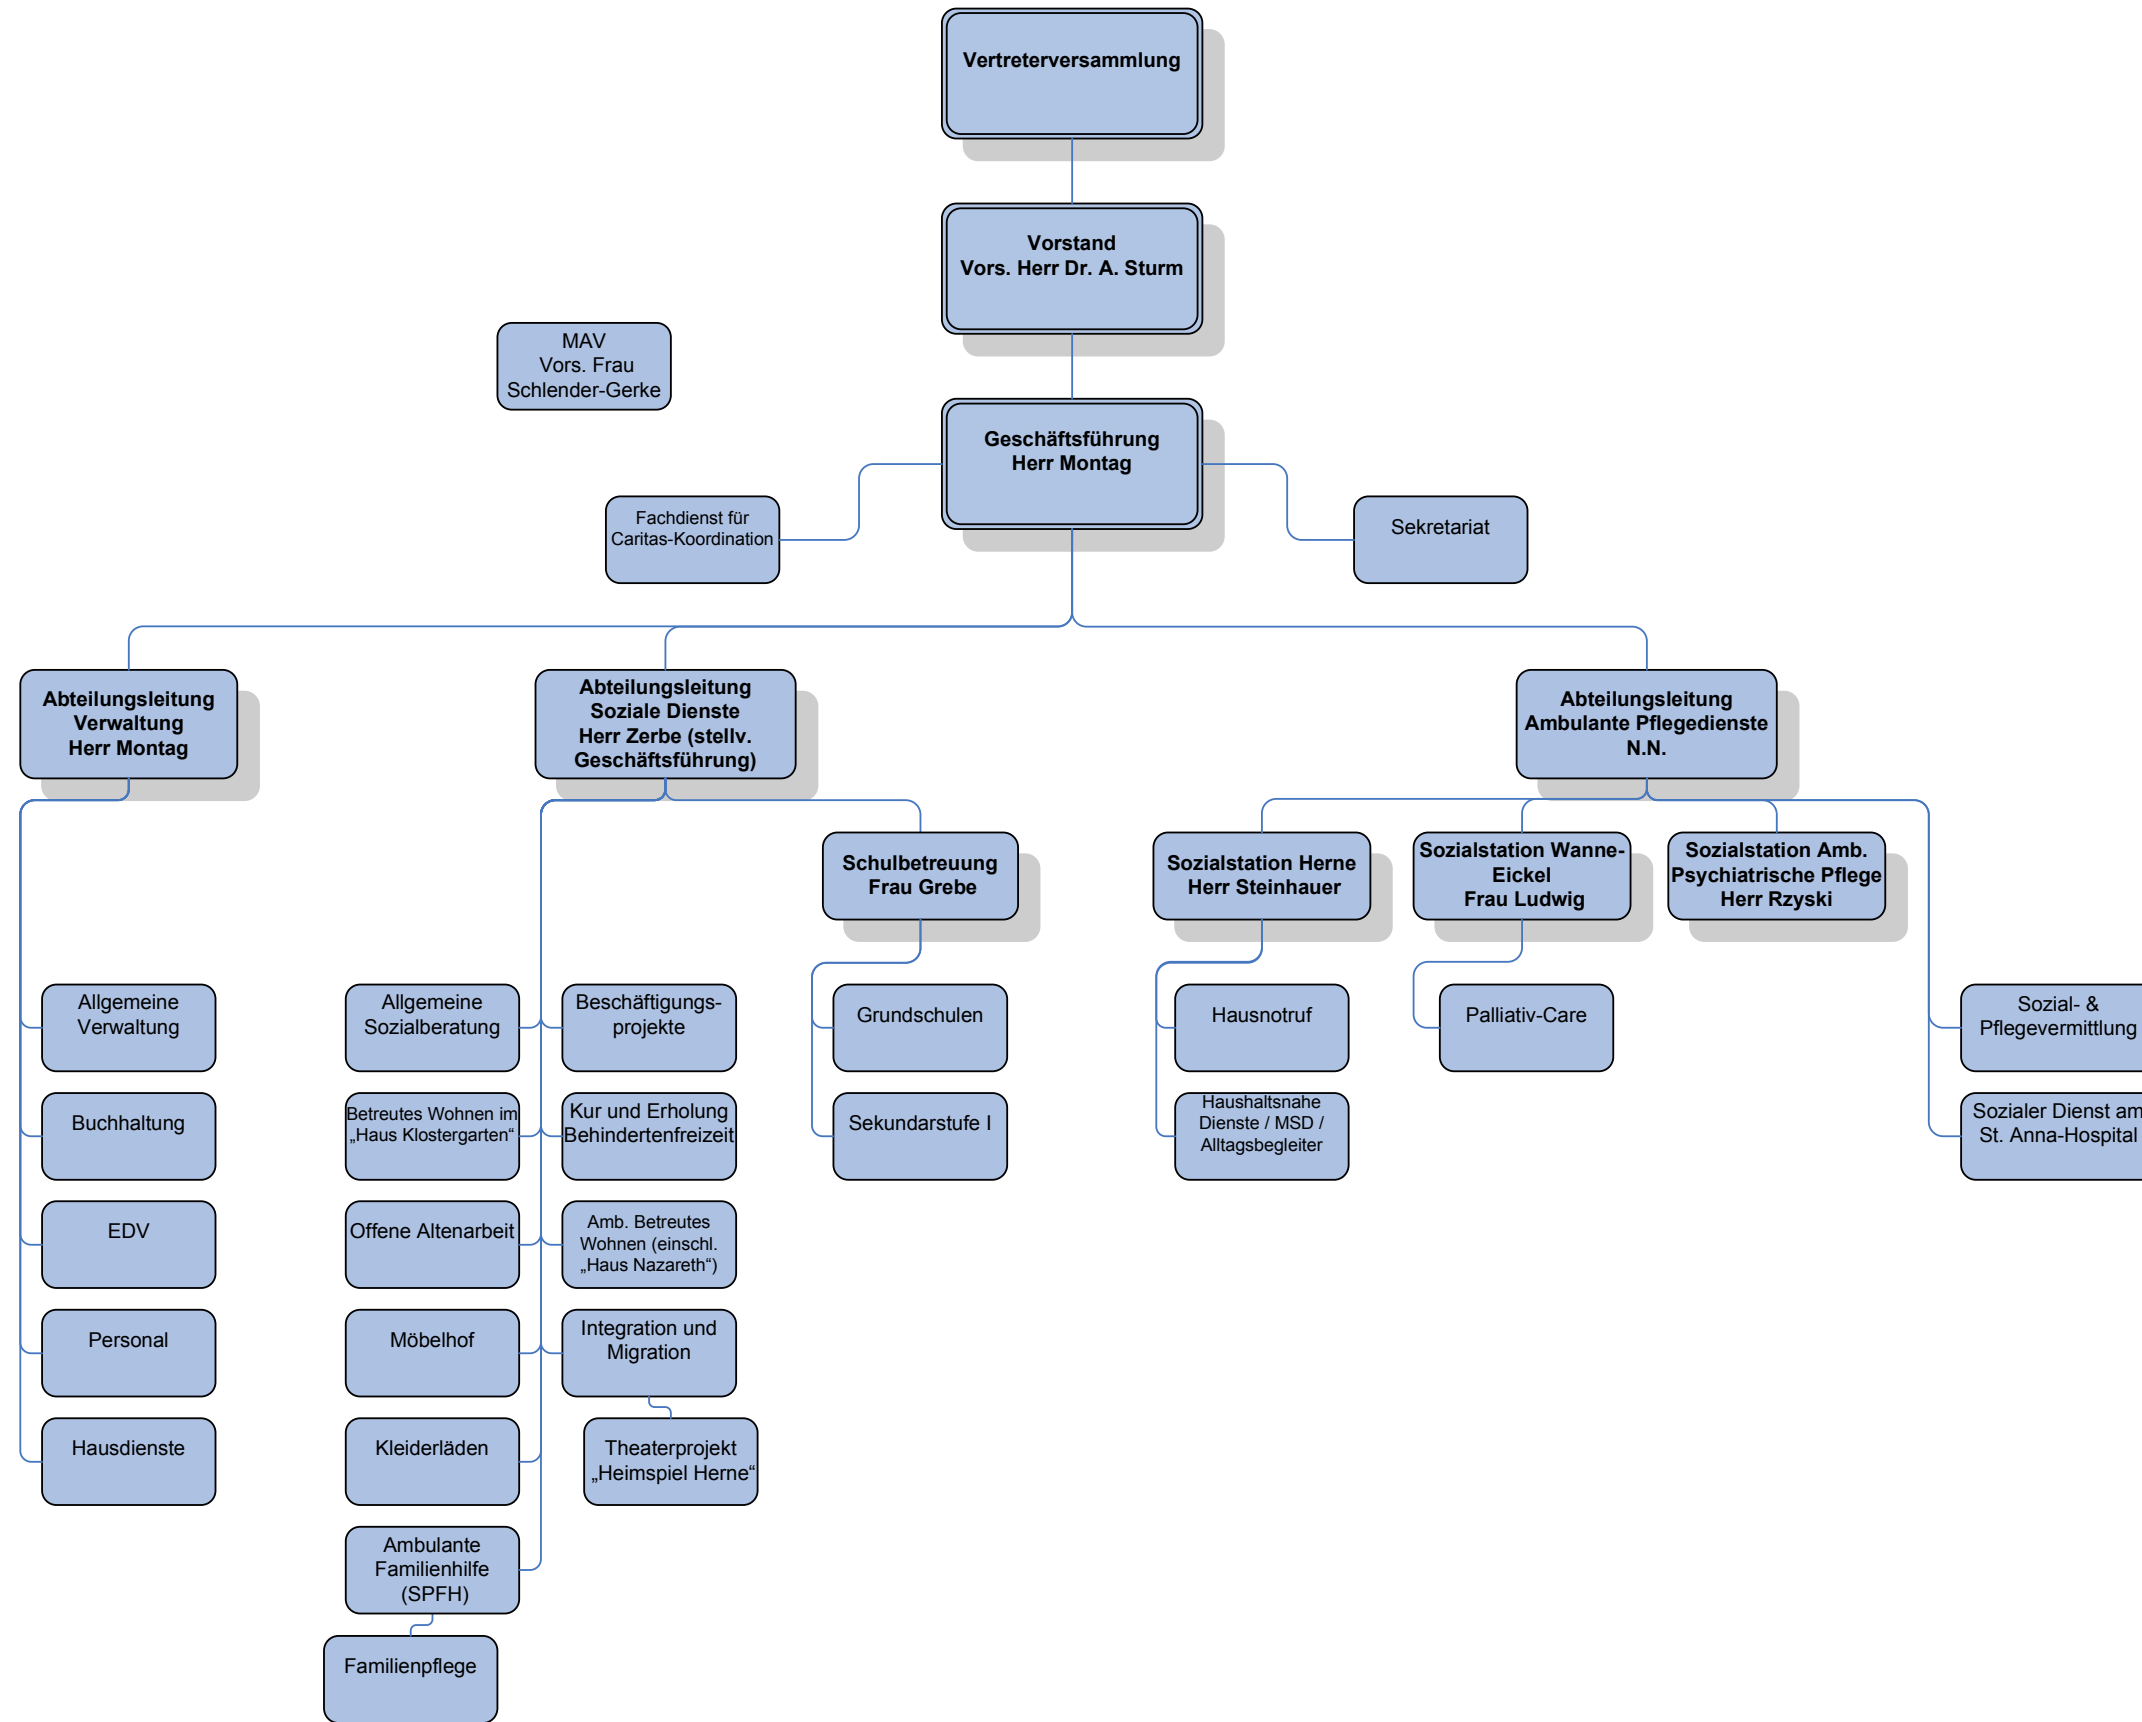 Vertreterversammlung
Vorstand
Vors. Herr Dr. A. Sturm
MAV
Vors. Frau
Schlender-Gerke
Geschäftsführung
Herr Montag
Fachdienst für
Caritas-Koordination
Sekretariat
Abteilungsleitung
Verwaltung
Herr Montag
Abteilungsleitung
Soziale Dienste
Herr Zerbe (stellv.
Geschäftsführung)
Abteilungsleitung
Ambulante Pflegedienste
N.N.
Schulbetreuung
Frau Grebe
Sozialstation Herne
Herr Steinhauer
Sozialstation Wanne-
Eickel
Frau Ludwig
Sozialstation Amb.
Psychiatrische Pflege
Herr Rzyski
Allgemeine
Verwaltung
Allgemeine
Sozialberatung
Beschäftigungs-
projekte
Grundschulen
Hausnotruf
Palliativ-Care
Sozial- &
Pflegevermittlung
Buchhaltung
Betreutes Wohnen im
„Haus Klostergarten“
Kur und Erholung
Behindertenfreizeit
Sekundarstufe I
Haushaltsnahe
Dienste / MSD /
Alltagsbegleiter
Sozialer Dienst am
St. Anna-Hospital
EDV
Offene Altenarbeit
Amb. Betreutes
Wohnen (einschl.
„Haus Nazareth“)
Personal
Möbelhof
Integration und
Migration
Hausdienste
Kleiderläden
Theaterprojekt
„Heimspiel Herne“
Ambulante
Familienhilfe
(SPFH)
Familienpflege